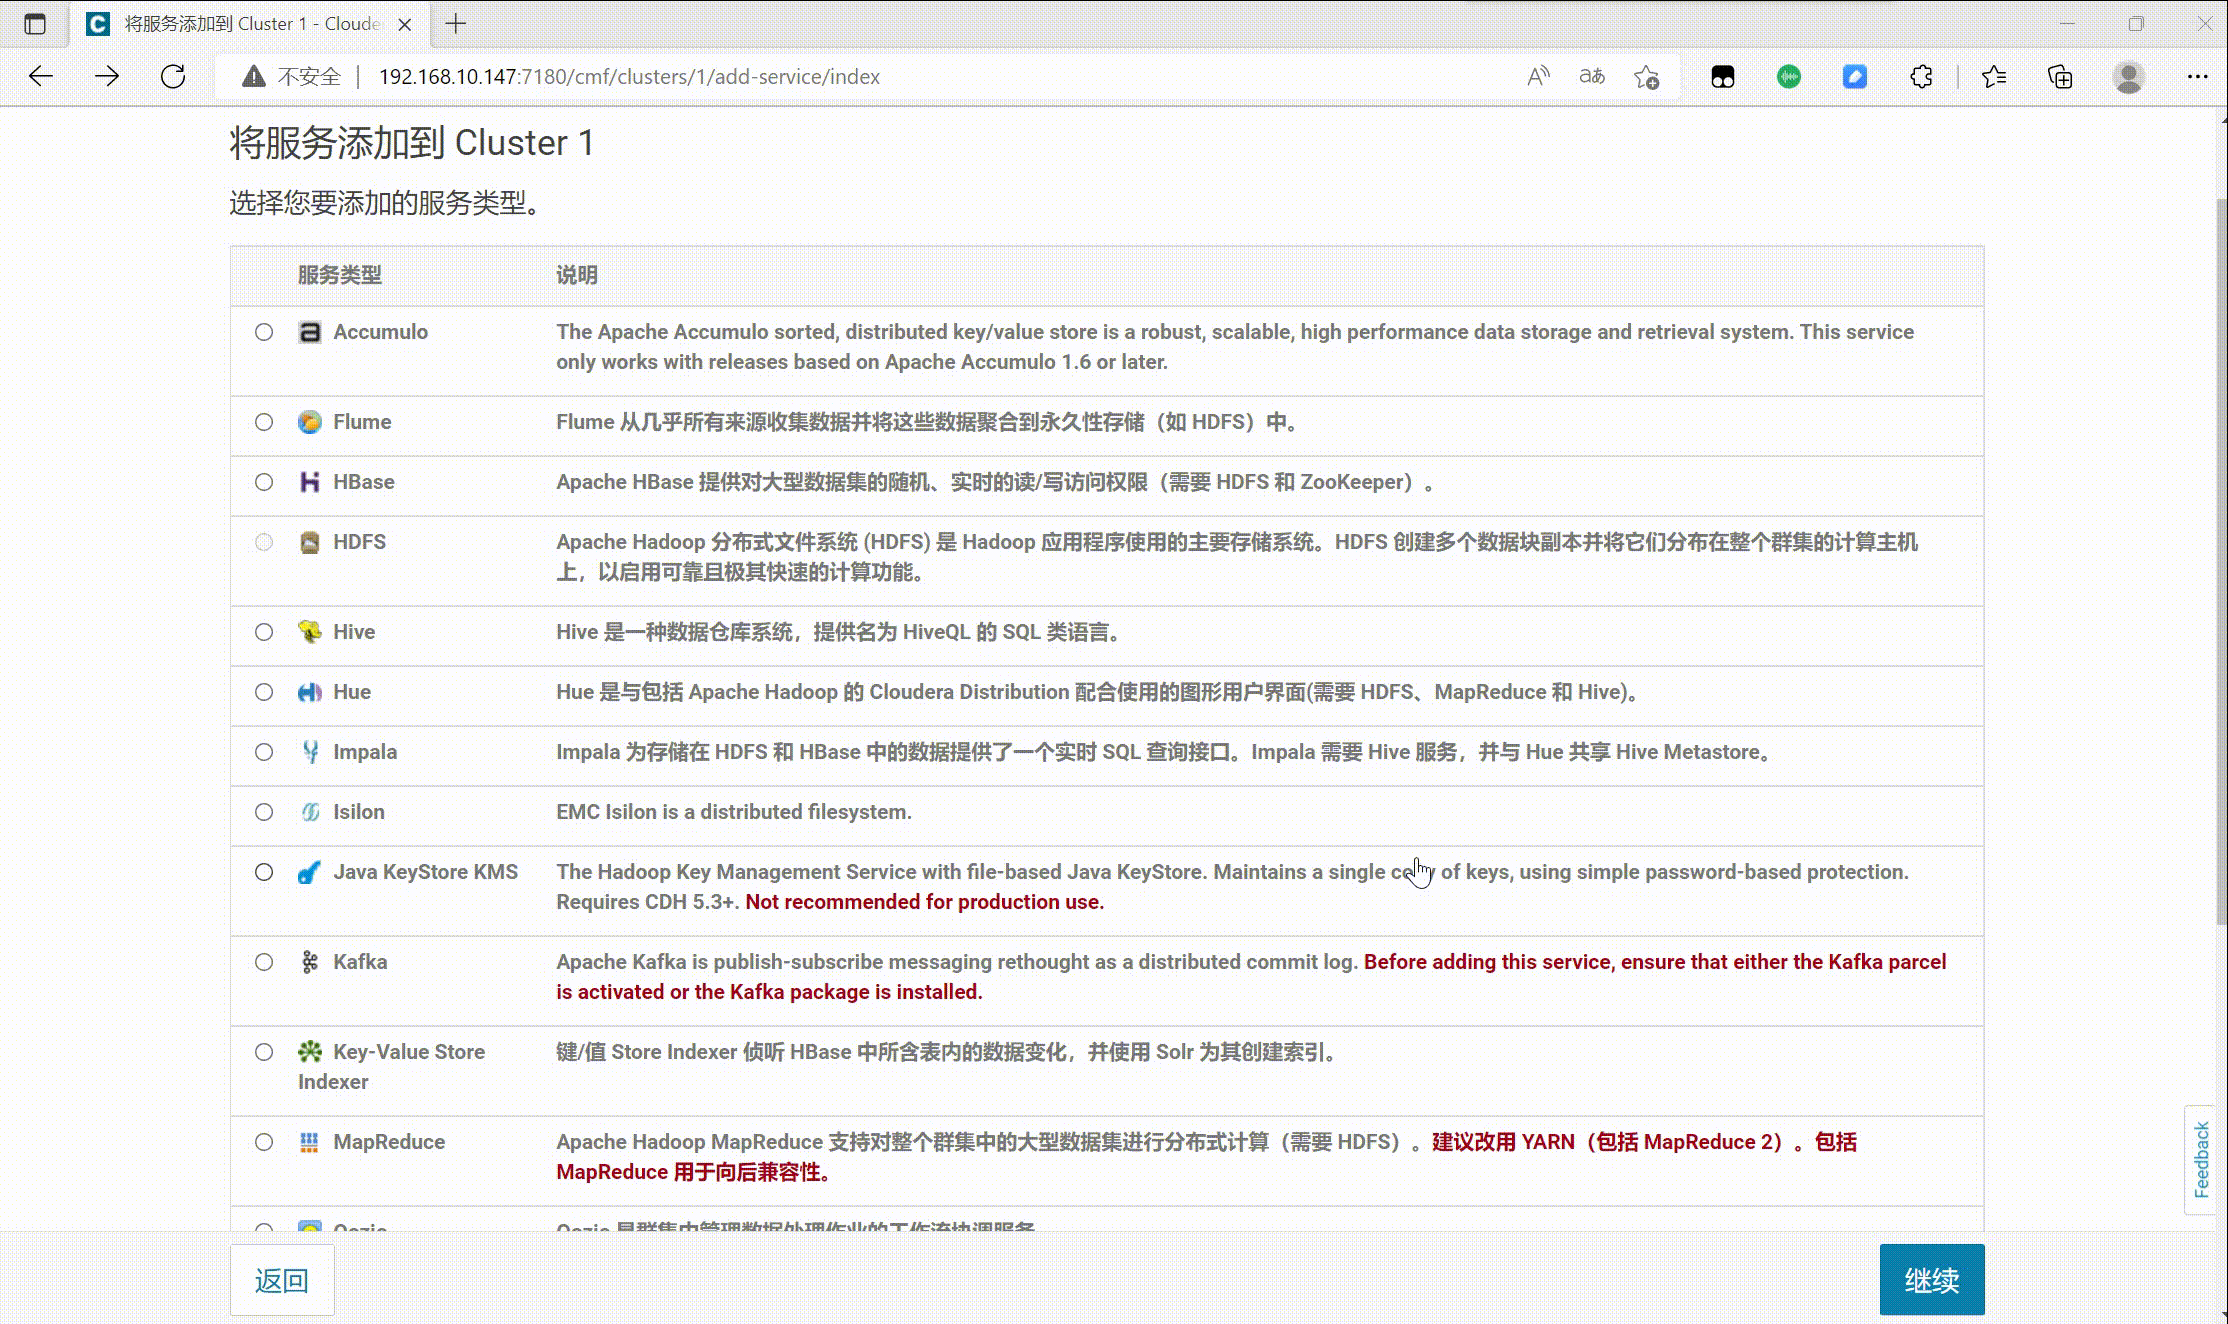 将服务添加到 Cluster 1 - Cloude
不安全 192.168.10.147:7180/cmf/clusters/1/add-service/index
将服务添加到 Cluster 1
选择您要添加的服务类型。
服务类型 说明
Accumulo The Apache Accumulo sorted, distributed key/value store is a robust, scalable, high performance data storage and retrieval system. This service
only works with releases based on Apache Accumulo 1.6 or later.
Flume Flume 从几乎所有来源收集数据并将这些数据聚合到永久性存储（如 HDFS）中。
HBase Apache HBase 提供对大型数据集的随机、实时的读/写访问权限（需要 HDFS 和 ZooKeeper）。
HDFS Apache Hadoop 分布式文件系统 (HDFS) 是 Hadoop 应用程序使用的主要存储系统。HDFS 创建多个数据块副本并将它们分布在整个群集的计算主机
上，以启用可靠且极其快速的计算功能。
Hive Hive 是一种数据仓库系统，提供名为 HiveQL 的 SQL 类语言。
Hue Hue 是与包括 Apache Hadoop 的 Cloudera Distribution 配合使用的图形用户界面(需要 HDFS、MapReduce 和 Hive)。
Impala Impala 为存储在 HDFS 和 HBase 中的数据提供了一个实时 SQL 查询接口。Impala 需要 Hive 服务，并与 Hue 共享 Hive Metastore。
Isilon EMC Isilon is a distributed filesystem.
Java KeyStore KMS The Hadoop Key Management Service with file-based Java KeyStore. Maintains a single copy of keys, using simple password-based protection.
Requires CDH 5.3+. Not recommended for production use.
Kafka Apache Kafka is publish-subscribe messaging rethought as a distributed commit log. Before adding this service, ensure that either the Kafka parcel
is activated or the Kafka package is installed.
Key-Value Store 键/值 Store Indexer 侦听 HBase 中所含表内的数据变化，并使用 Solr 为其创建索引。
Indexer
MapReduce Apache Hadoop MapReduce 支持对整个群集中的大型数据集进行分布式计算（需要 HDFS）。建议改用 YARN（包括 MapReduce 2）。包括
MapReduce 用于向后兼容性。
Oozie Oozie 是群集中管理数据处理作业的工作流协调服务
Feedback
返回 继续